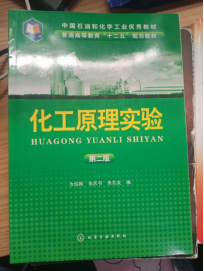 中国石油和化学工业优秀教材
普通高等教育“十二五”规划教材
化工原理实验
HUAGONG YUANLI SHIYAN
第二版
编
化学工业出版社